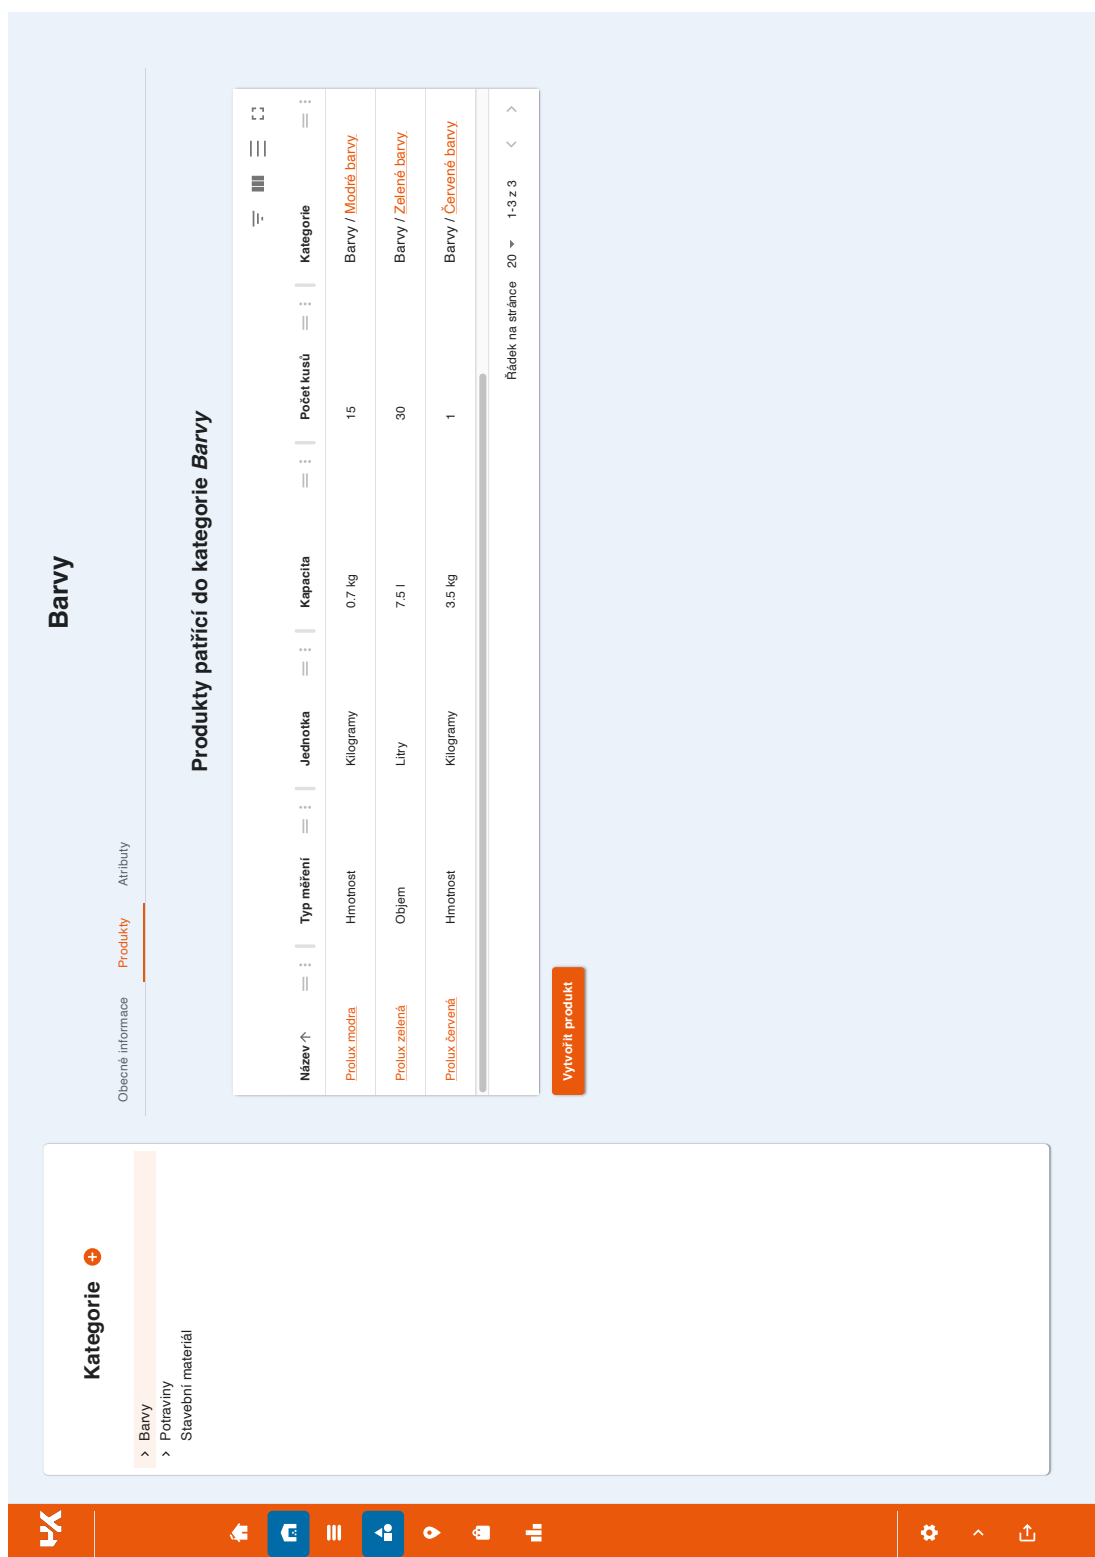 Kategorie
Barvy
Potraviny
Stavební materiál
Barvy
Obecné informace Produkty Atributy
Produkty patřící do kategorie Barvy
Název Typ měření Jednotka Kapacita Počet kusů Kategorie
Prolux modra Hmotnost Kilogramy 0.7 kg 15 Barvy / Modré barvy
Prolux zelená Objem Litry 7.5 l 30 Barvy / Zelené barvy
Prolux červená Hmotnost Kilogramy 3.5 kg 1 Barvy / Červené barvy
Řádek na stránce 20 1-3 z 3
Vytvořit produkt